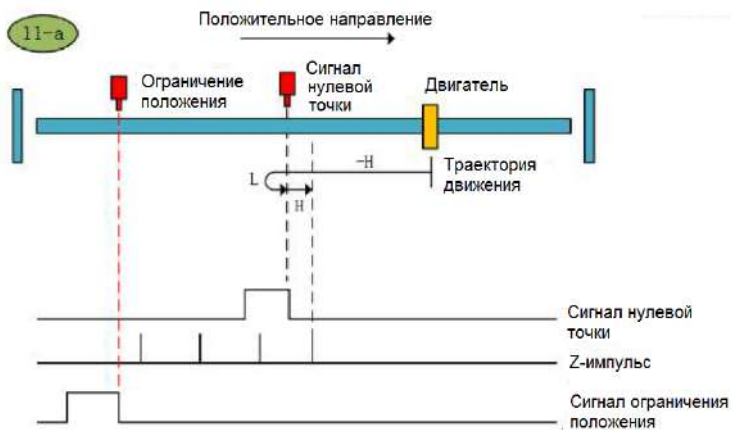 11-a
Положительное направление
Ограничение
положения
Сигнал
нулевой
точки
Двигатель
-H
L
H
Траектория
движения
Сигнал нулевой
точки
Z-импульс
Сигнал ограничения
положения